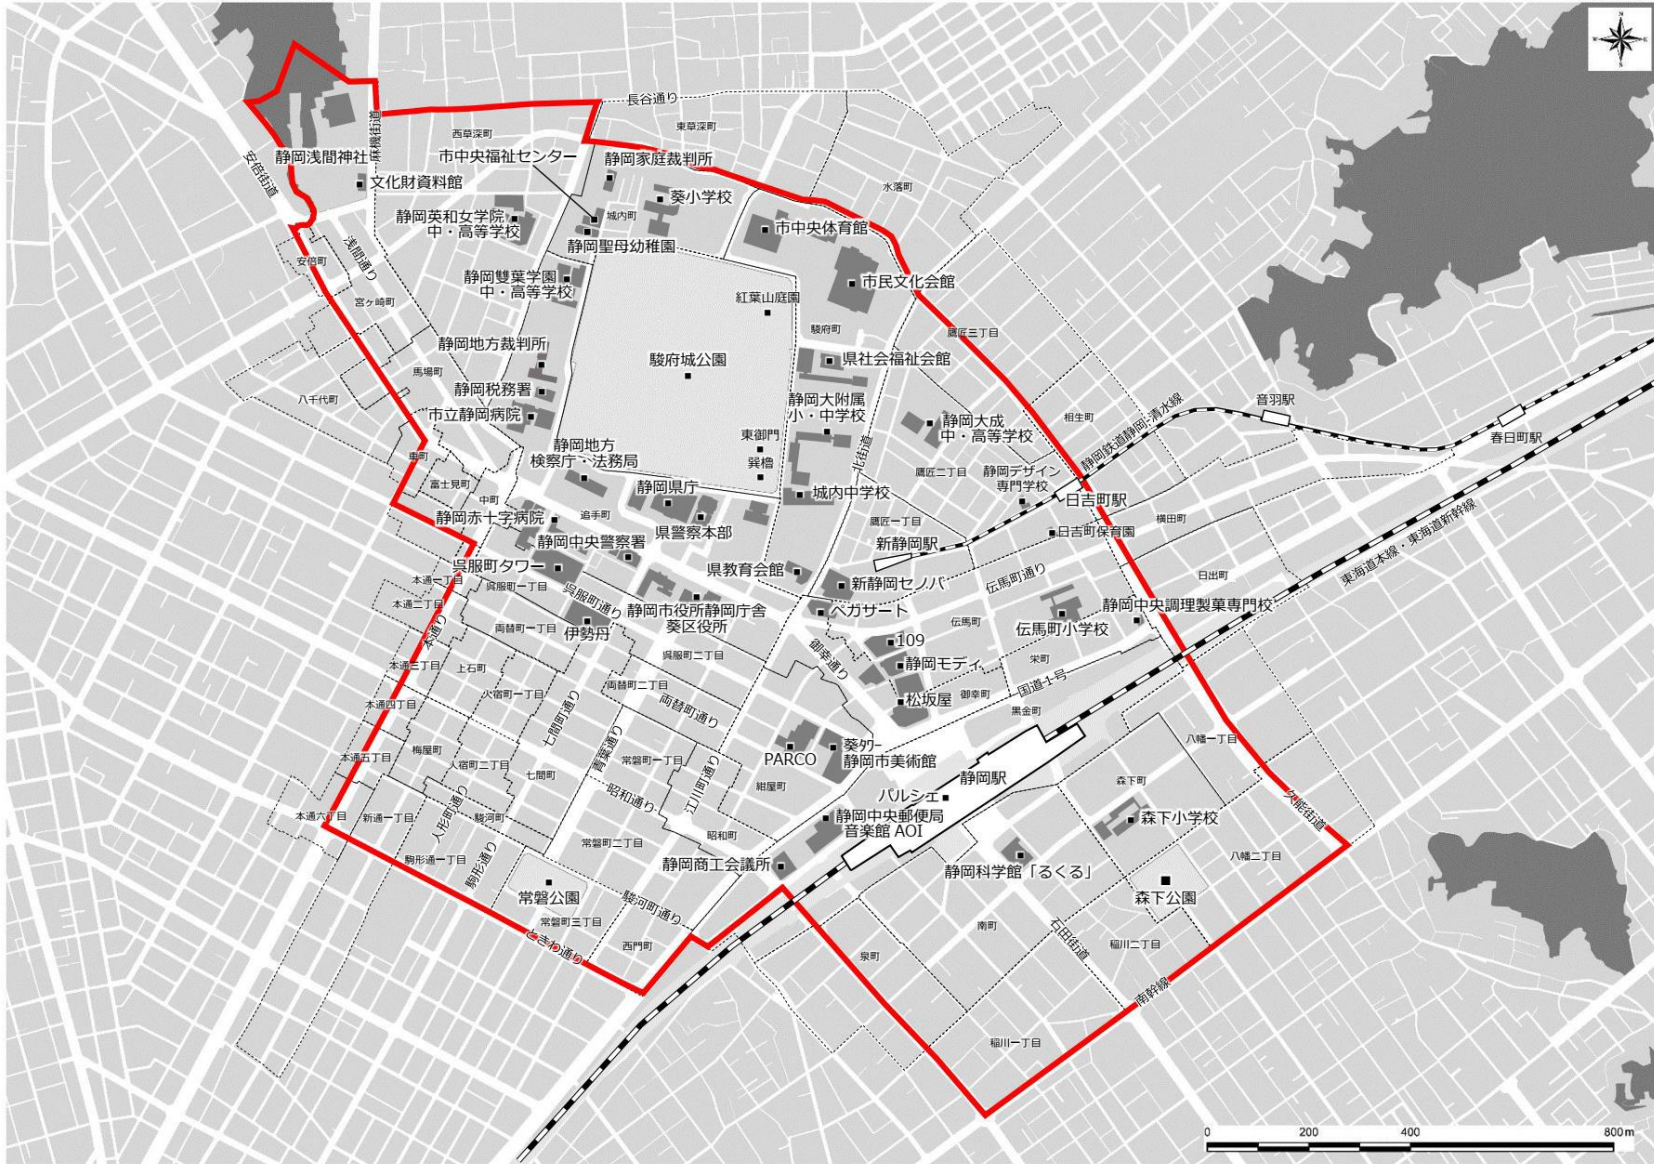 N
W
E
S
長谷通り
東草深町
西草深町
麻機街道
安倍街道
静岡浅間神社
市中央福祉センター
静岡家庭裁判所
文化財資料館
水落町
葵小学校
静岡英和女学院
中・高等学校
城内町
市中央体育館
静岡聖母幼稚園
浅間通り
安倍町
静岡雙葉学園
中・高等学校
市民文化会館
宮ヶ崎町
紅葉山庭園
駿府町
鷹匠三丁目
静岡地方裁判所
駿府城公園
県社会福祉会館
馬場町
静岡税務署
八千代町
静岡大附属
小・中学校
音羽駅
市立静岡病院
静岡大成
中・高等学校
相生町
静岡鉄道静岡・清水線
春日町駅
東御門
静岡地方
検察庁・法務局
車町
北街道
巽櫓
鷹匠二丁目
静岡デザイン
専門学校
富士見町
中町
静岡県庁
城内中学校
日吉町駅
静岡赤十字病院
追手町
県警察本部
鷹匠一丁目
横田町
日吉町保育園
静岡中央警察署
新静岡駅
東海道本線・東海道新幹線
呉服町タワー
県教育会館
本通一丁目
呉服町一丁目
呉服町通り
新静岡セノバ
伝馬町通り
日出町
本通二丁目
静岡市役所静岡庁舎
葵区役所
ペガサート
静岡中央調理製菓専門校
本通り
両替町一丁目
伊勢丹
伝馬町
伝馬町小学校
109
御幸通り
呉服町二丁目
静岡モディ
栄町
本通三丁目
上石町
両替町二丁目
国道1号
人宿町一丁目
御幸町
松坂屋
本通四丁目
両替町通り
黒金町
七間町通り
青葉通り
八幡一丁目
本通五丁目
梅屋町
PARCO
葵タワー
静岡市美術館
常磐町一丁目
人宿町二丁目
七間町
江川町通り
紺屋町
静岡駅
森下町
昭和通り
パルシェ
久能街道
本通六丁目
新通一丁目
人形町通り
駿河町
静岡中央郵便局
音楽館 AOI
森下小学校
昭和町
常磐町二丁目
駒形通一丁目
駒形通り
静岡商工会議所
静岡科学館「るくる」
八幡二丁目
常磐公園
森下公園
駿河町通り
常磐町三丁目
ときわ通り
西門町
南町
石田街道
稲川二丁目
泉町
南幹線
稲川一丁目
0 200 400 800m